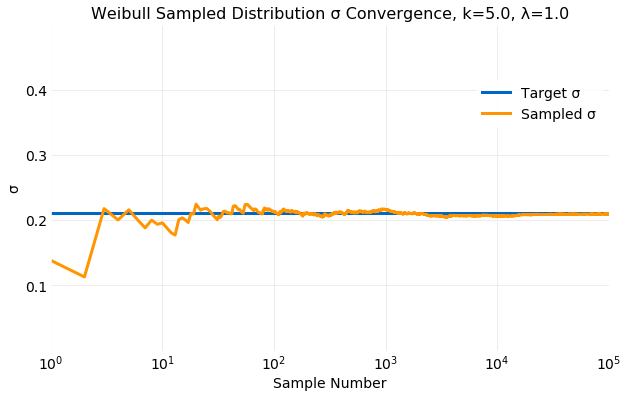 Weibull Sampled Distribution σ Convergence, k=5.0, λ=1.0
σ
0.4
0.3
0.2
0.1
Target σ
Sampled σ
10⁰ 10¹ 10² 10³ 10⁴ 10⁵
Sample Number